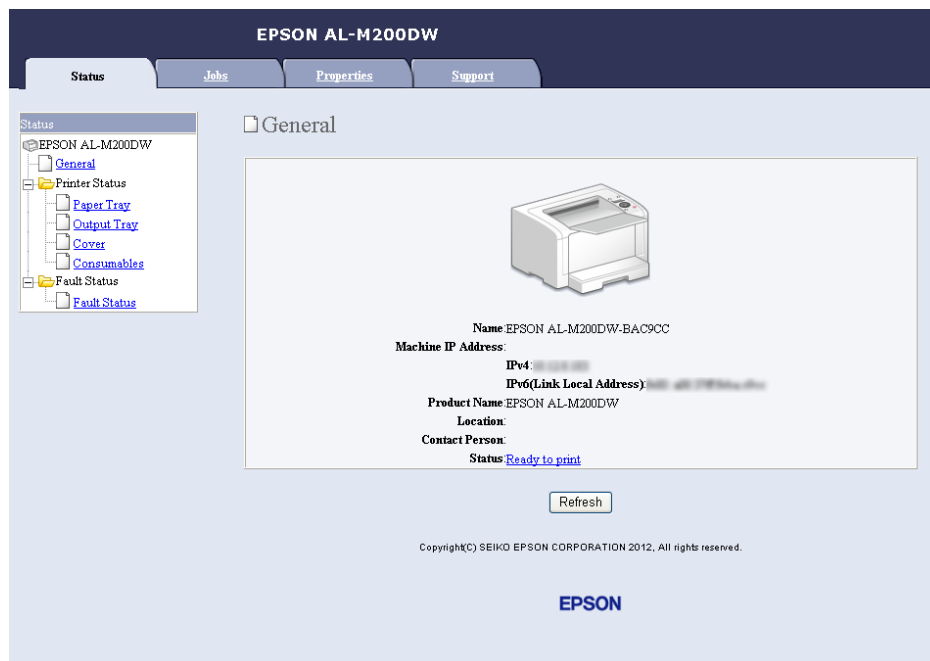 EPSON AL-M200DW
Status
Jobs
Properties
Support
Status
EPSON AL-M200DW
General
Printer Status
Paper Tray
Output Tray
Cover
Consumables
Fault Status
Fault Status
General
Name:EPSON AL-M200DW-BAC9CC
Machine IP Address:
IPv4:
IPv6(Link Local Address):
Product Name:EPSON AL-M200DW
Location:
Contact Person:
Status:Ready to print
Refresh
Copyright(C) SEIKO EPSON CORPORATION 2012, All rights reserved.
EPSON